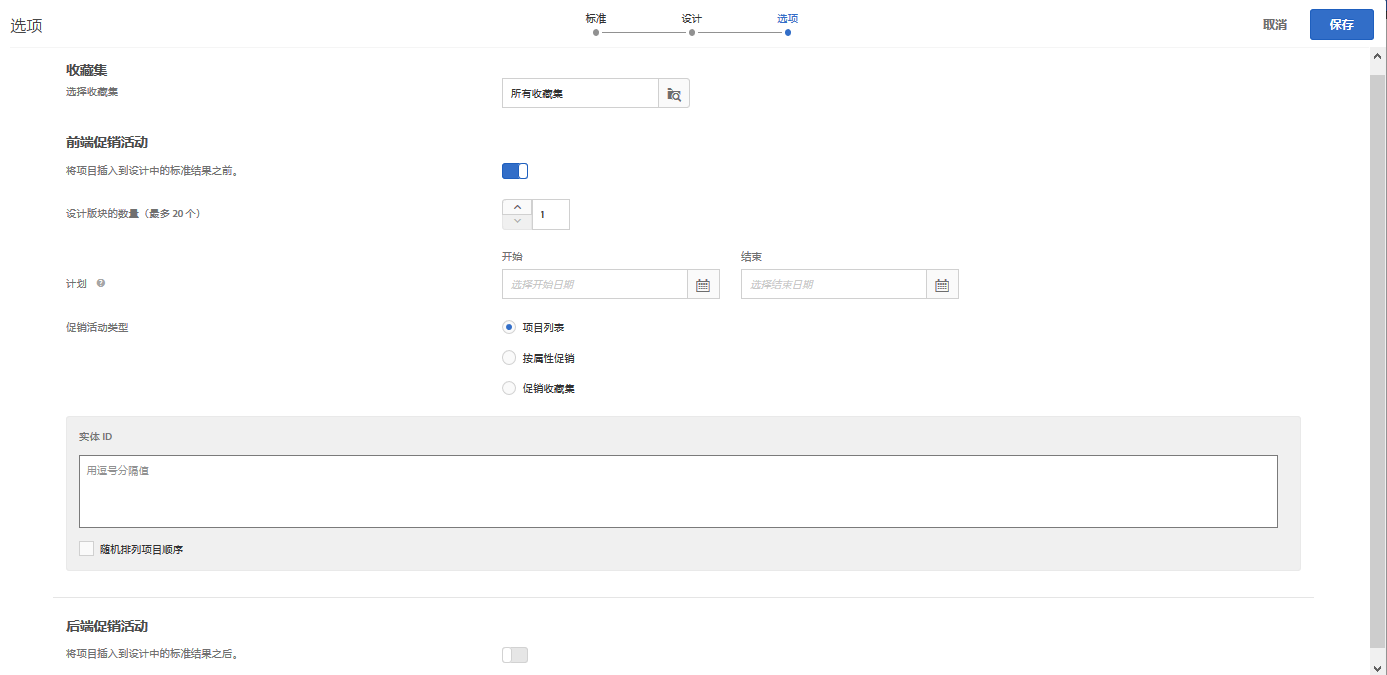 选项
标准
设计
选项
取消
保存
收藏集
选择收藏集
所有收藏集
前端促销活动
将项目插入到设计中的标准结果之前。
设计版块的数量（最多 20 个）
1
开始
结束
计划
选择开始日期
选择结束日期
促销活动类型
项目列表
按属性促销
促销收藏集
实体 ID
用逗号分隔值
随机排列项目顺序
后端促销活动
将项目插入到设计中的标准结果之后。